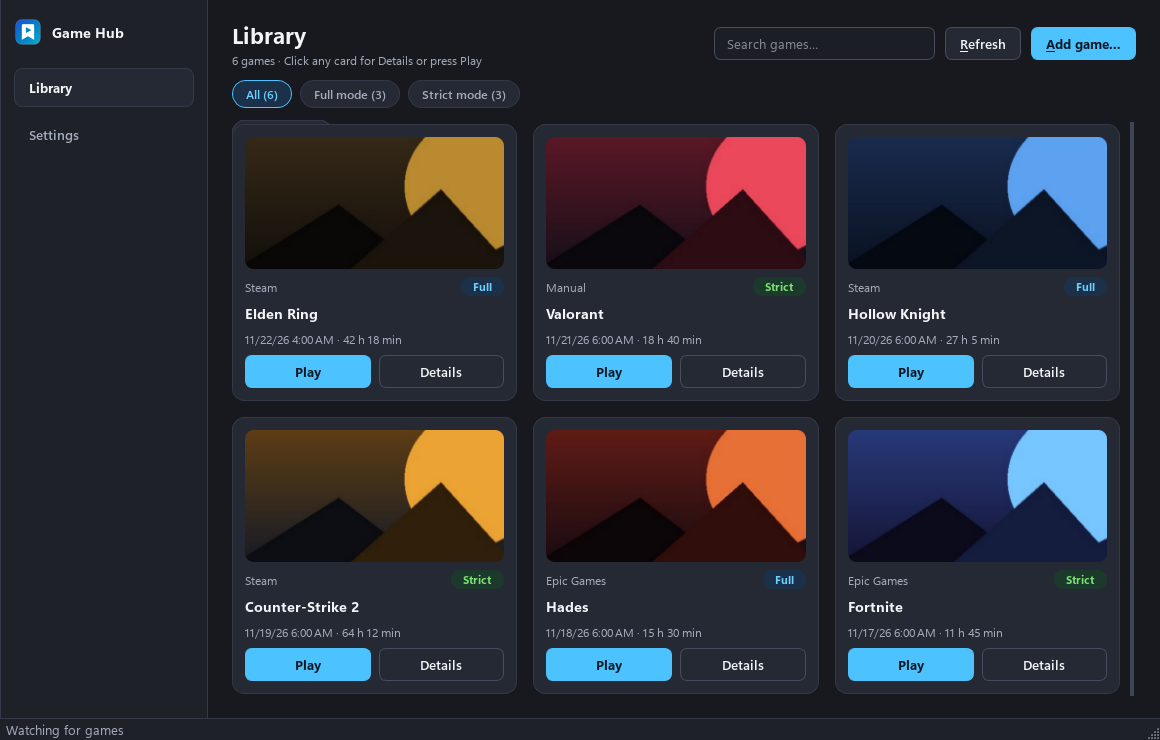 Game Hub
Library
Settings
Library
6 games · Click any card for Details or press Play
Search games...
Refresh
Add game...
All (6)
Full mode (3)
Strict mode (3)
Steam
Full
Elden Ring
11/22/26 4:00 AM · 42 h 18 min
Play
Details
Manual
Strict
Valorant
11/21/26 6:00 AM · 18 h 40 min
Play
Details
Steam
Full
Hollow Knight
11/20/26 6:00 AM · 27 h 5 min
Play
Details
Steam
Strict
Counter-Strike 2
11/19/26 6:00 AM · 64 h 12 min
Play
Details
Epic Games
Full
Hades
11/18/26 6:00 AM · 15 h 30 min
Play
Details
Epic Games
Strict
Fortnite
11/17/26 6:00 AM · 11 h 45 min
Play
Details
Watching for games